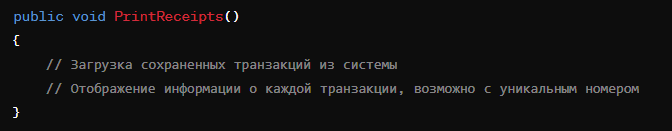 public void PrintReceipts()
{
// Загрузка сохраненных транзакций из системы
// Отображение информации о каждой транзакции, возможно с уникальным номером
}